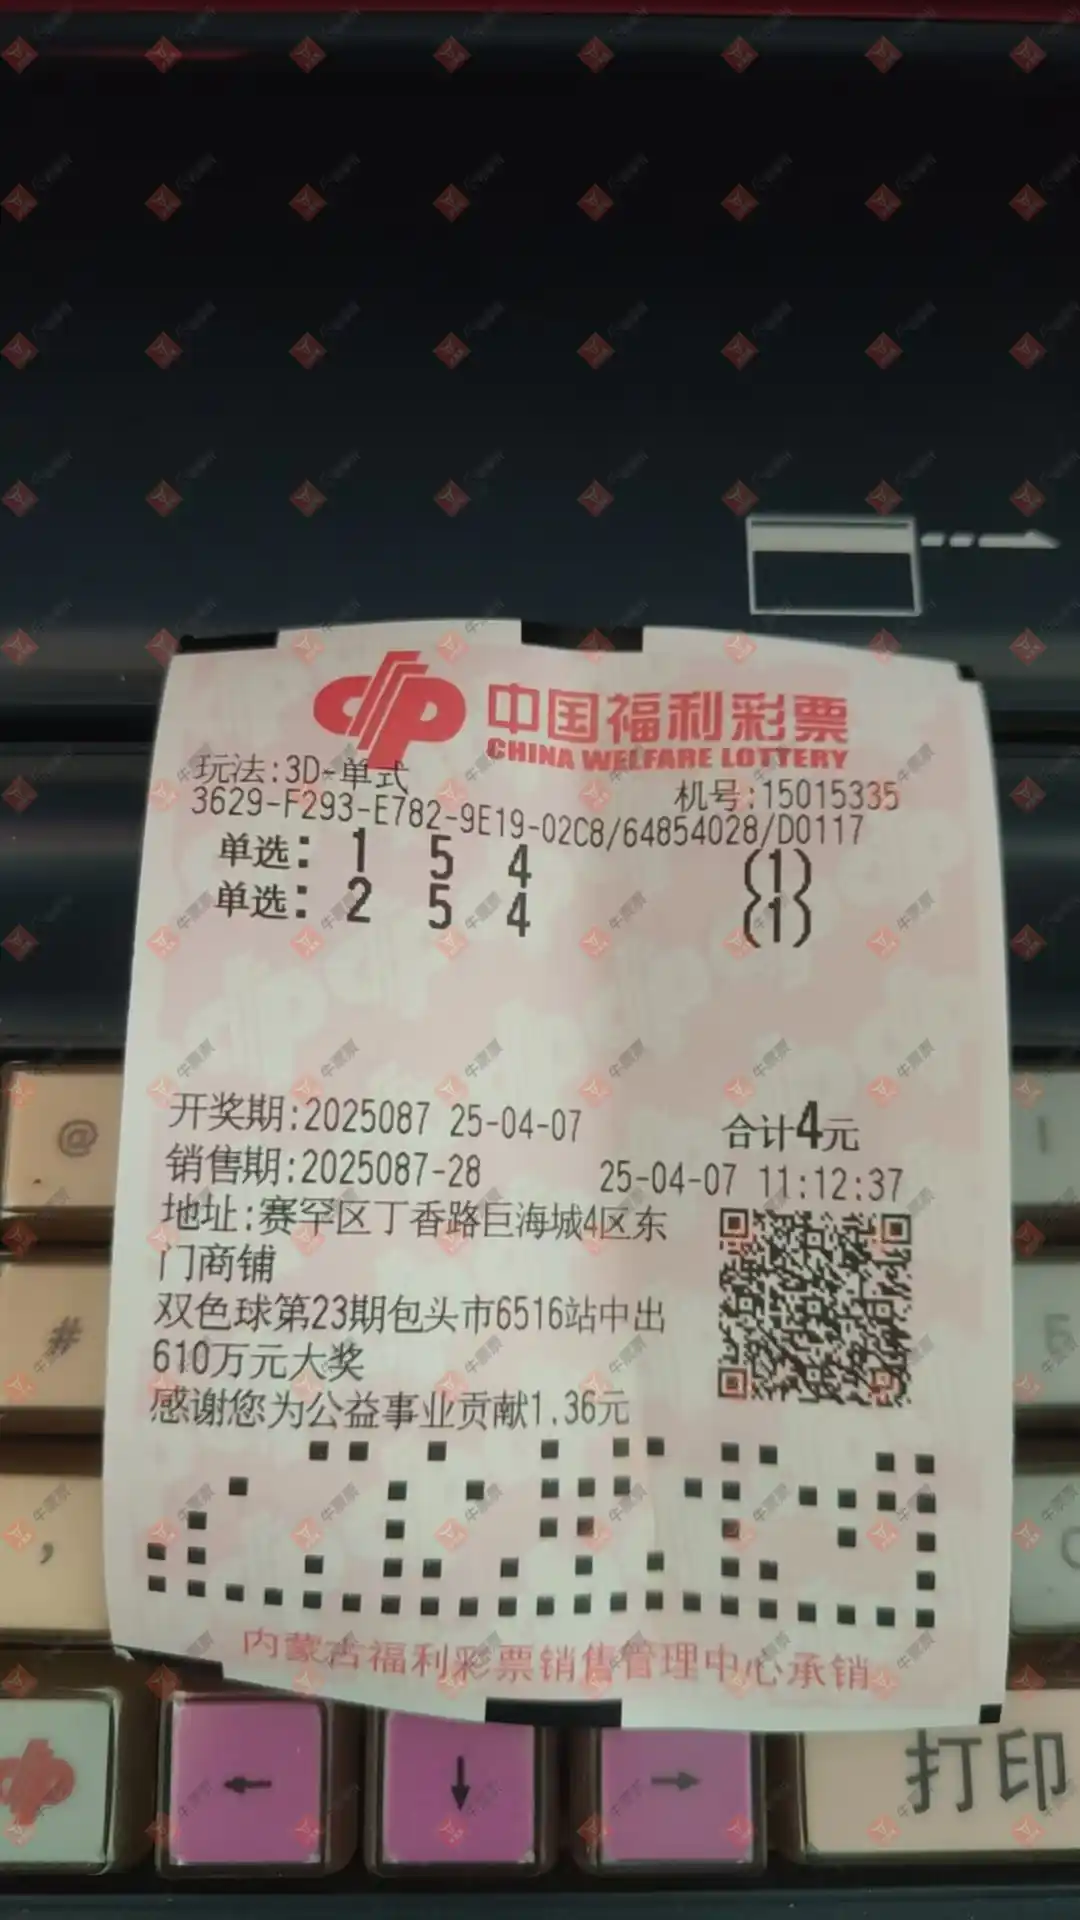 中国福利彩票
CHINA WELFARE LOTTERY
玩法:3D-单式
机号:15015335
3629-F293-E782-9E19-02C8/64854028/D0117
单选: 1 5 4 (1)
单选: 2 5 4 (1)
开奖期:2025087 25-04-07 合计4元
销售期:2025087-28 25-04-07 11:12:37
地址:赛罕区丁香路巨海城4区东
门商铺
双色球第23期包头市6516站中出
610万元大奖
感谢您为公益事业贡献1.36元
内蒙古福利彩票销售管理中心承销
@
#
,
← ↓ →
打印
牛票票